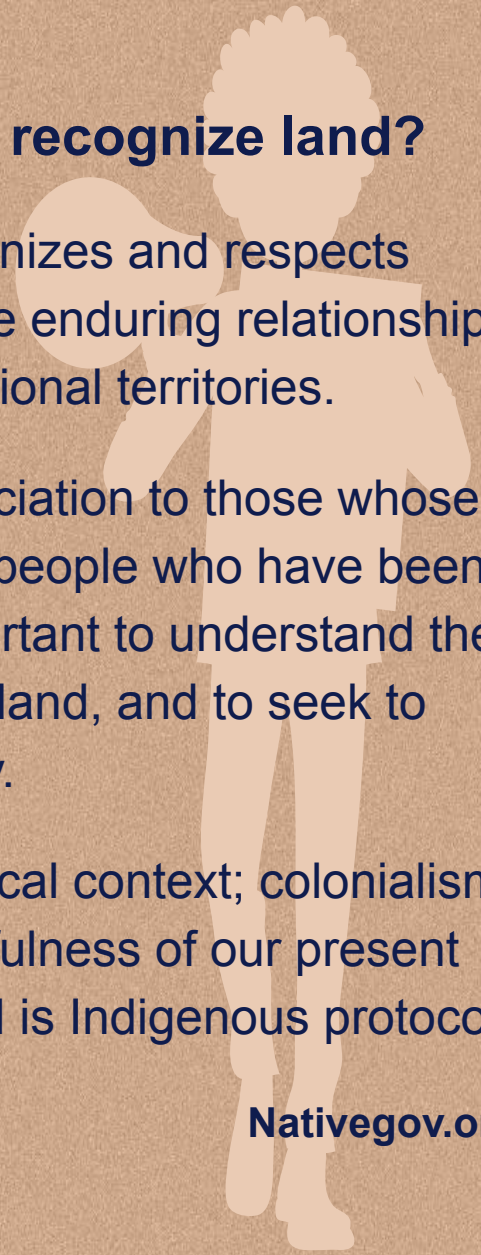 recognize land?
nizes and respects
e enduring relationship
ional territories.
ciation to those whose
people who have been
rtant to understand the
land, and to seek to
y.
cal context; colonialism
fulness of our present
l is Indigenous protoco
Nativegov.o